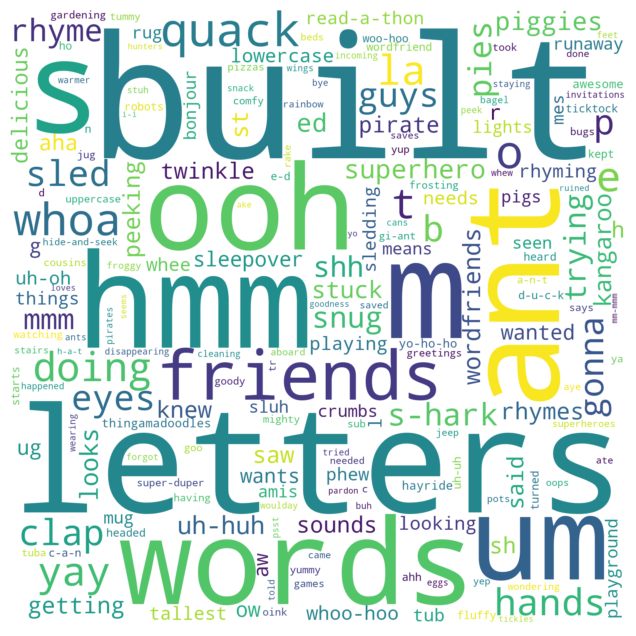 gardening tummy
ho
rhyme rug quack woo-hoo beds read-a-thon piggies
hunters wordfriend incoming took feet
lowercase pizzas wings bye pies runaway done
warmer
s built
la
delicious stuh snack comfy rainbow bonjour guys awesome staying invitations
n robots i-i st ed pirate r mes ticktock
aha jug saves yup bagel lights peek bugs p
o kept
sled d uppercase twinkle rake e-d superhero frosting rhyming whew ruined e
whoa peeking ooh ake t needs pigs
g hide-and-seek cans yo b gi-ant seen h
cousins froggy whee sleepover shh sledding means heard trying kangaroo
uh-oh loves seems goodness stuck saved d-u-c-k a-n-t says
things hmm m wordfriends ant
mmm watching ants pirates snug yo-ho-ho wanted mm-mmm
stairs h-a-t disappearing cleaning playing aboard greetings aye ya
doing friends gonna
starts happened goody tr
eyes knew sluh crumbs l s-hark rhymes superheroes
letters
wearing thingamadoodles mighty sub jeep
ug looks forgot goo saw tried phew hayride uh-uh said oops ate
super-duper having wants needed pardon c pots turned
mug amis woulday buh
clap headed uh-huh sounds looking um
tuba c-a-n aw psst came ahh sh playground
yay words yummy eggs yep wondering hands
getting tallest ow oink told games whoo-hoo tub fluffy tickles